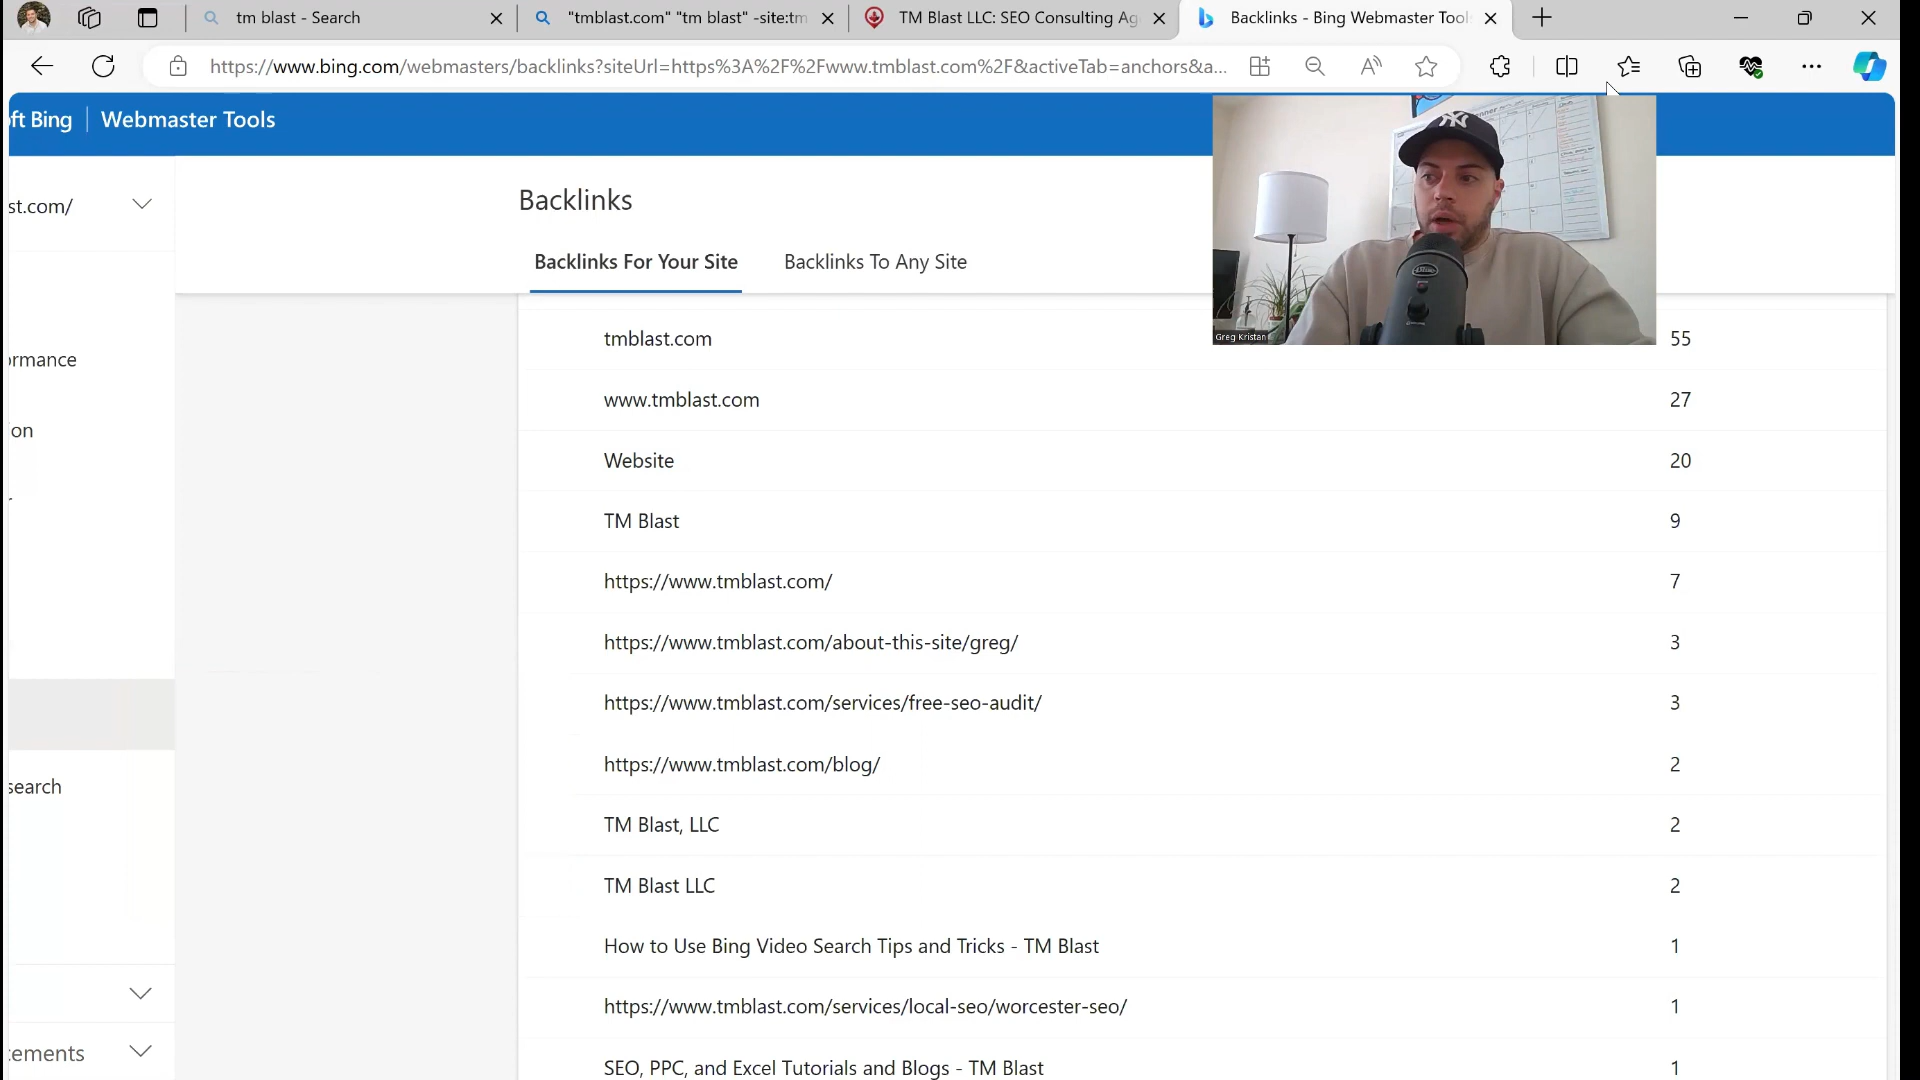 tm blast - Search
"tmblast.com" "tm blast" -site:tm
TM Blast LLC: SEO Consulting Ag
Backlinks - Bing Webmaster Tool
https://www.bing.com/webmasters/backlinks?siteUrl=https%3A%2F%2Fwww.tmblast.com%2F&activeTab=anchors&a...
ft Bing
Webmaster Tools
st.com/
Backlinks
Backlinks For Your Site
Backlinks To Any Site
Greg Kristan
tmblast.com 55
www.tmblast.com 27
Website 20
TM Blast 9
https://www.tmblast.com/ 7
https://www.tmblast.com/about-this-site/greg/ 3
https://www.tmblast.com/services/free-seo-audit/ 3
https://www.tmblast.com/blog/ 2
TM Blast, LLC 2
TM Blast LLC 2
How to Use Bing Video Search Tips and Tricks - TM Blast 1
https://www.tmblast.com/services/local-seo/worcester-seo/ 1
SEO, PPC, and Excel Tutorials and Blogs - TM Blast 1
rmance
on
search
ements